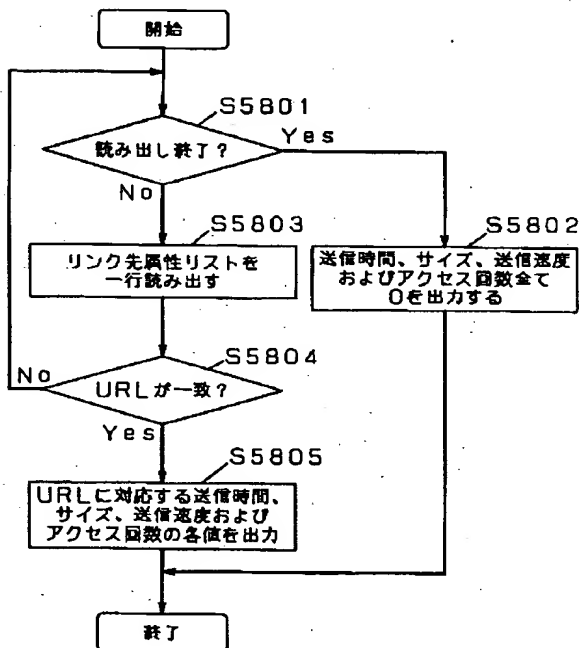 開始
S5801
読み出し終了？
Yes
No
S5803
リンク先属性リストを
一行読み出す
S5802
送信時間、サイズ、送信速度
およびアクセス回数全て
0を出力する
S5804
URLが一致？
No
Yes
S5805
URLに対応する送信時間、
サイズ、送信速度および
アクセス回数の各値を出力
終了